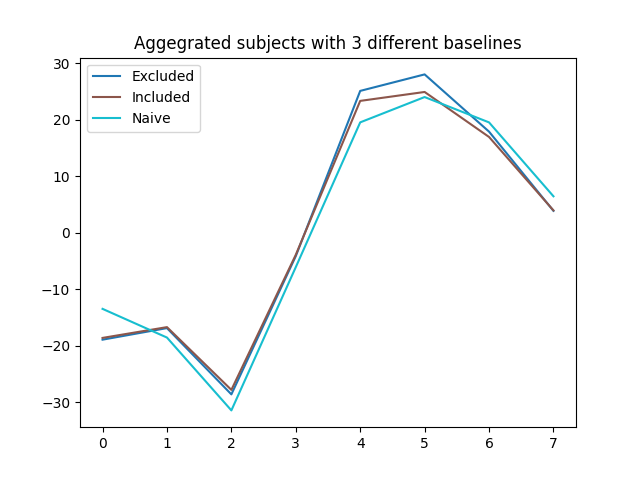 Aggegrated subjects with 3 different baselines
30
20
10
0
−10
−20
−30
Excluded
Included
Naive
0 1 2 3 4 5 6 7